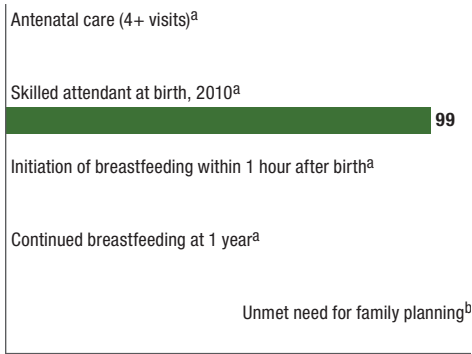 Antenatal care (4+ visits)a
Skilled attendant at birth, 2010a
99
Initiation of breastfeeding within 1 hour after birtha
Continued breastfeeding at 1 yeara
Unmet need for family planningb